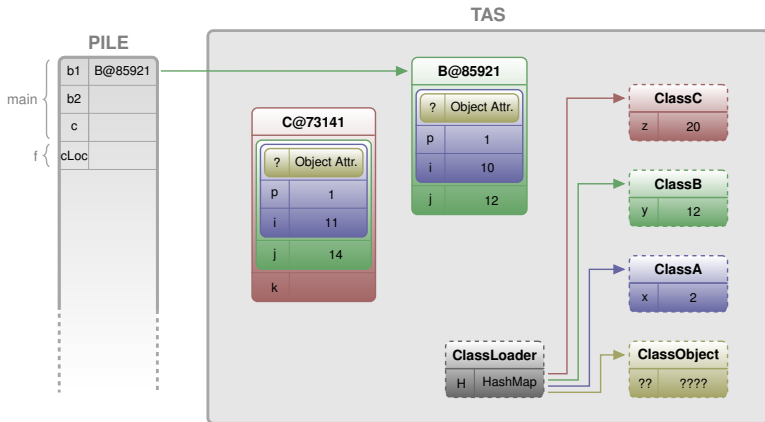 TAS
PILE
main
b1 B@85921
b2
c
f
cLoc
C@73141
? Object Attr.
p 1
i 11
j 14
k
B@85921
? Object Attr.
p 1
i 10
j 12
ClassC
z 20
ClassB
y 12
ClassA
x 2
ClassLoader
H HashMap
ClassObject
?? ????